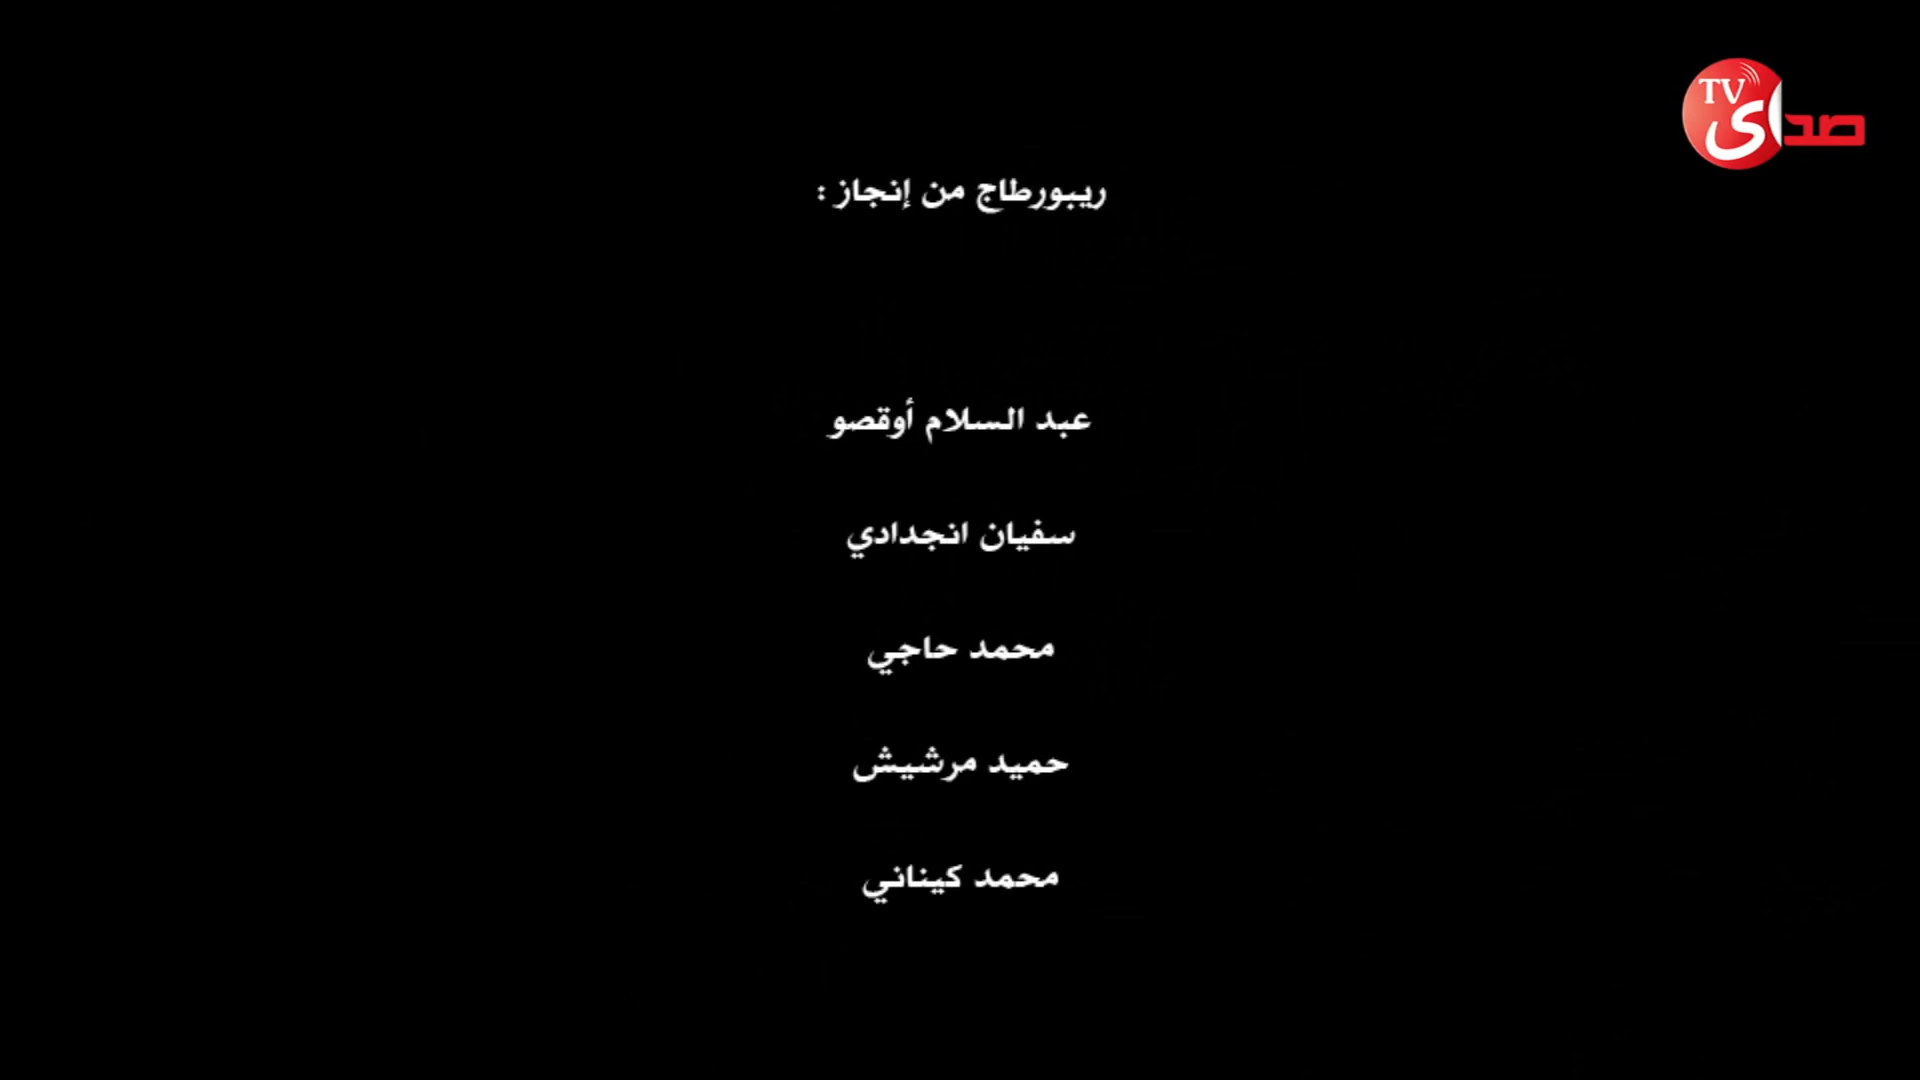 صدى TV
ريبورطاج من إنجاز :
عبد السلام أوقصو
سفيان انجدادي
محمد حاجي
حميد مرشيش
محمد كيناني